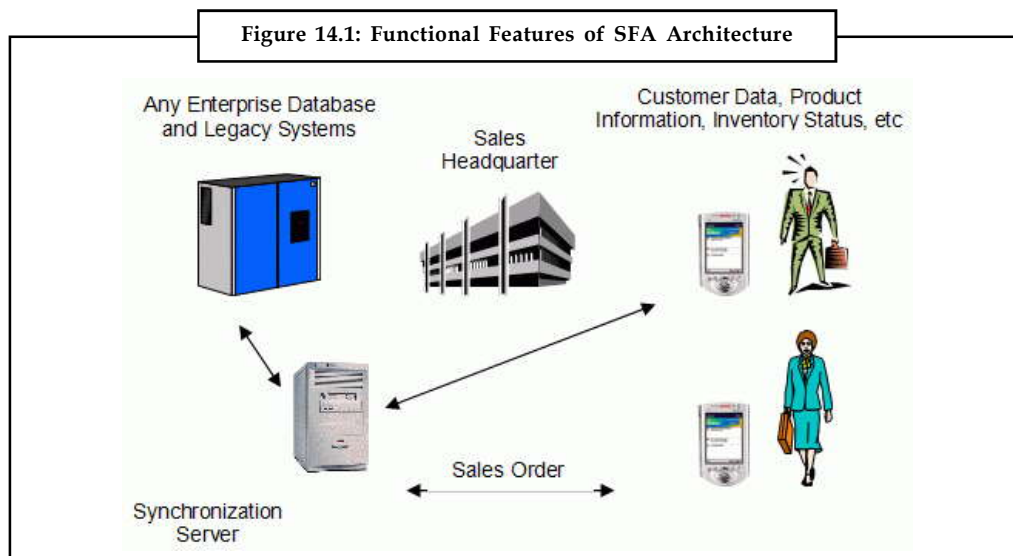 Figure 14.1: Functional Features of SFA Architecture
Any Enterprise Database
and Legacy Systems
Sales
Headquarter
Customer Data, Product
Information, Inventory Status, etc
Sales Order
Synchronization
Server